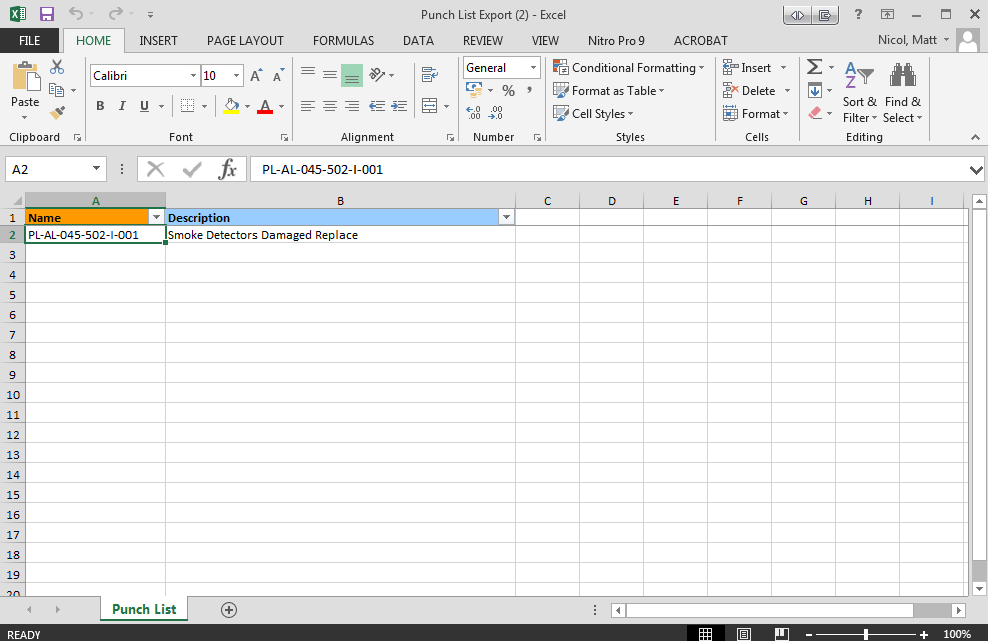 Punch List Export (2) - Excel
?
FILE HOME INSERT PAGE LAYOUT FORMULAS DATA REVIEW VIEW Nitro Pro 9 ACROBAT Nicol, Matt
Paste
Clipboard
Calibri 10 A A
B I U A
Font
Alignment
General
% ,
Number
Conditional Formatting
Format as Table
Cell Styles
Styles
Insert
Delete
Format
Cells
Sort & Filter
Find & Select
Editing
A2 fx PL-AL-045-502-I-001
A B C D E F G H I
1 Name Description
2 PL-AL-045-502-I-001 Smoke Detectors Damaged Replace
3
4
5
6
7
8
9
10
11
12
13
14
15
16
17
18
19
20
Punch List
READY 100%